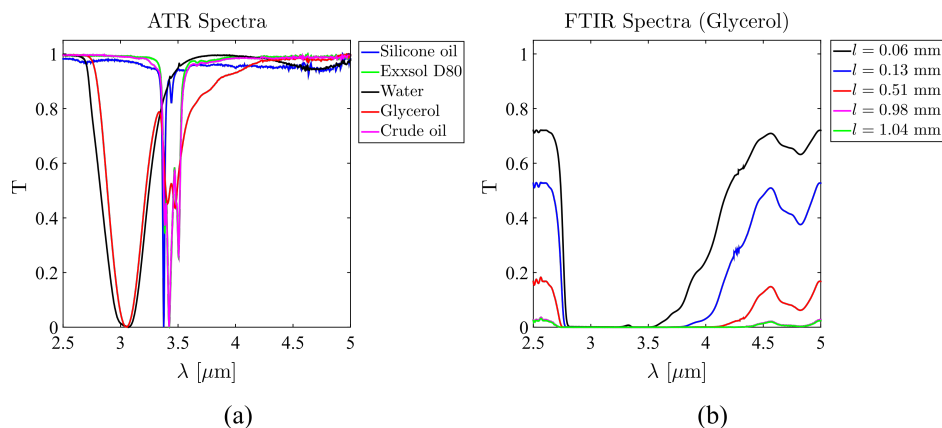 ATR Spectra
T
1
0.8
0.6
0.4
0.2
0
2.5 3 3.5 4 4.5 5
λ [μm]
Silicone oil
Exxsol D80
Water
Glycerol
Crude oil
(a)
FTIR Spectra (Glycerol)
T
1
0.8
0.6
0.4
0.2
0
2.5 3 3.5 4 4.5 5
λ [μm]
l = 0.06 mm
l = 0.13 mm
l = 0.51 mm
l = 0.98 mm
l = 1.04 mm
(b)